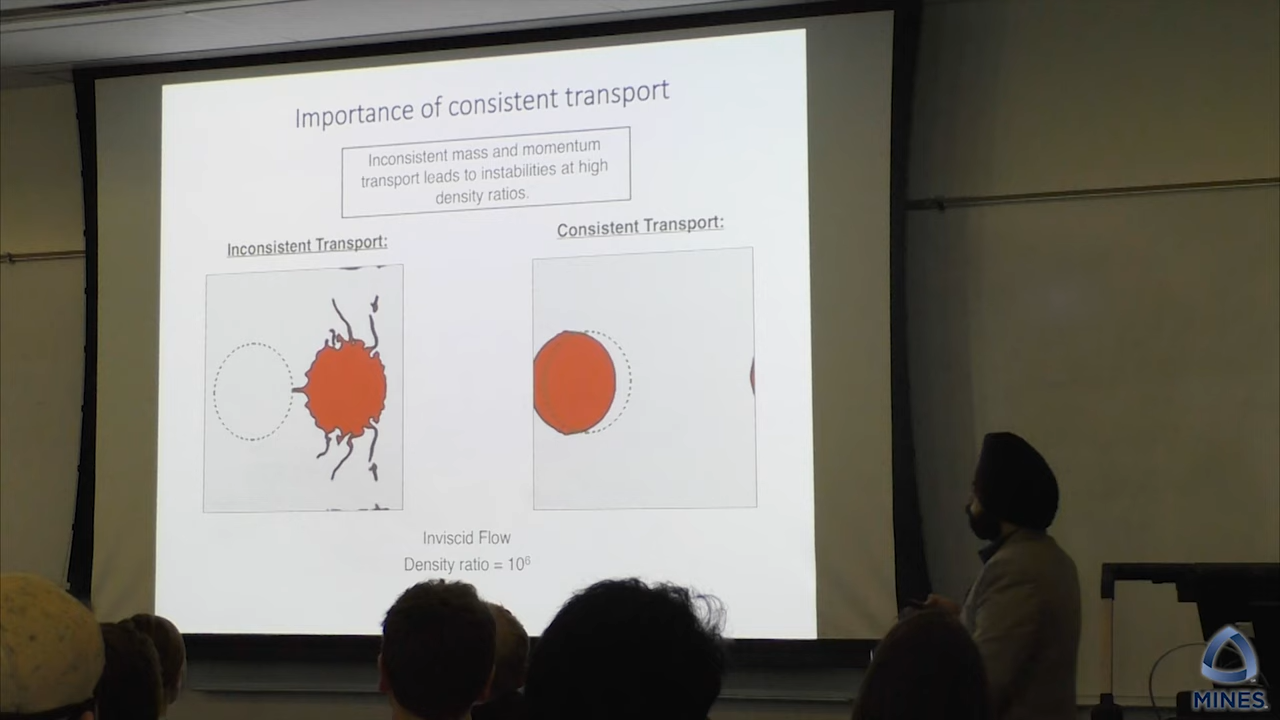 Importance of consistent transport
Inconsistent mass and momentum
transport leads to instabilities at high
density ratios.
Inconsistent Transport:
Consistent Transport:
Inviscid Flow
Density ratio = 10⁶
MINES